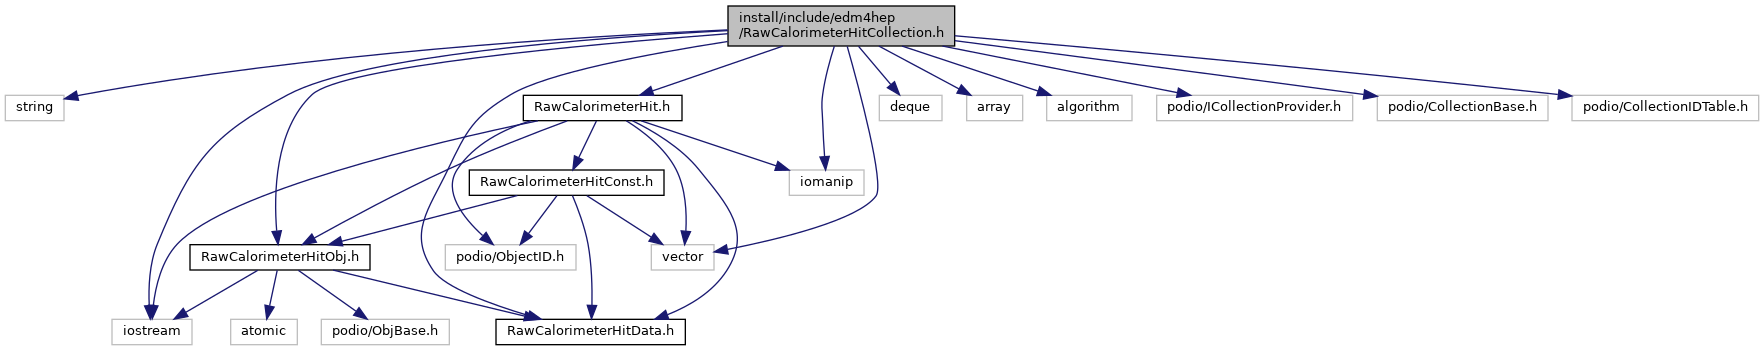 install/include/edm4hep
/RawCalorimeterHitCollection.h
string
RawCalorimeterHit.h
deque
array
algorithm
podio/ICollectionProvider.h
podio/CollectionBase.h
podio/CollectionIDTable.h
RawCalorimeterHitConst.h
iomanip
RawCalorimeterHitObj.h
podio/ObjectID.h
vector
iostream
atomic
podio/ObjBase.h
RawCalorimeterHitData.h